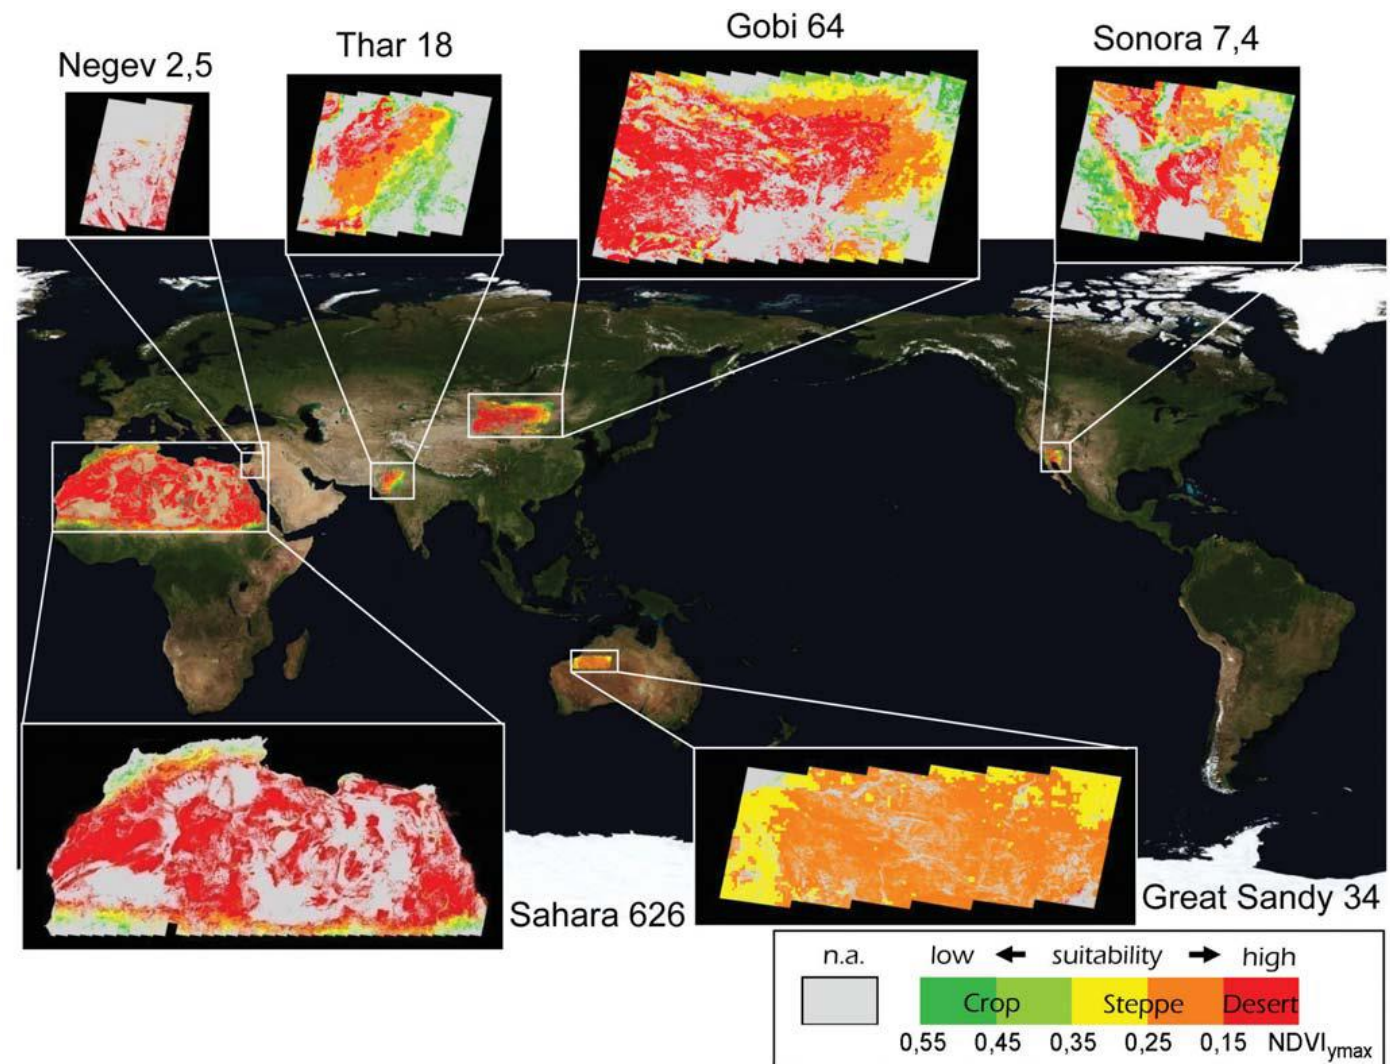 Negev 2,5
Thar 18
Gobi 64
Sonora 7,4
Sahara 626
Great Sandy 34
n.a.
low ← suitability → high
Crop Steppe Desert
0,55 0,45 0,35 0,25 0,15 NDVIymax